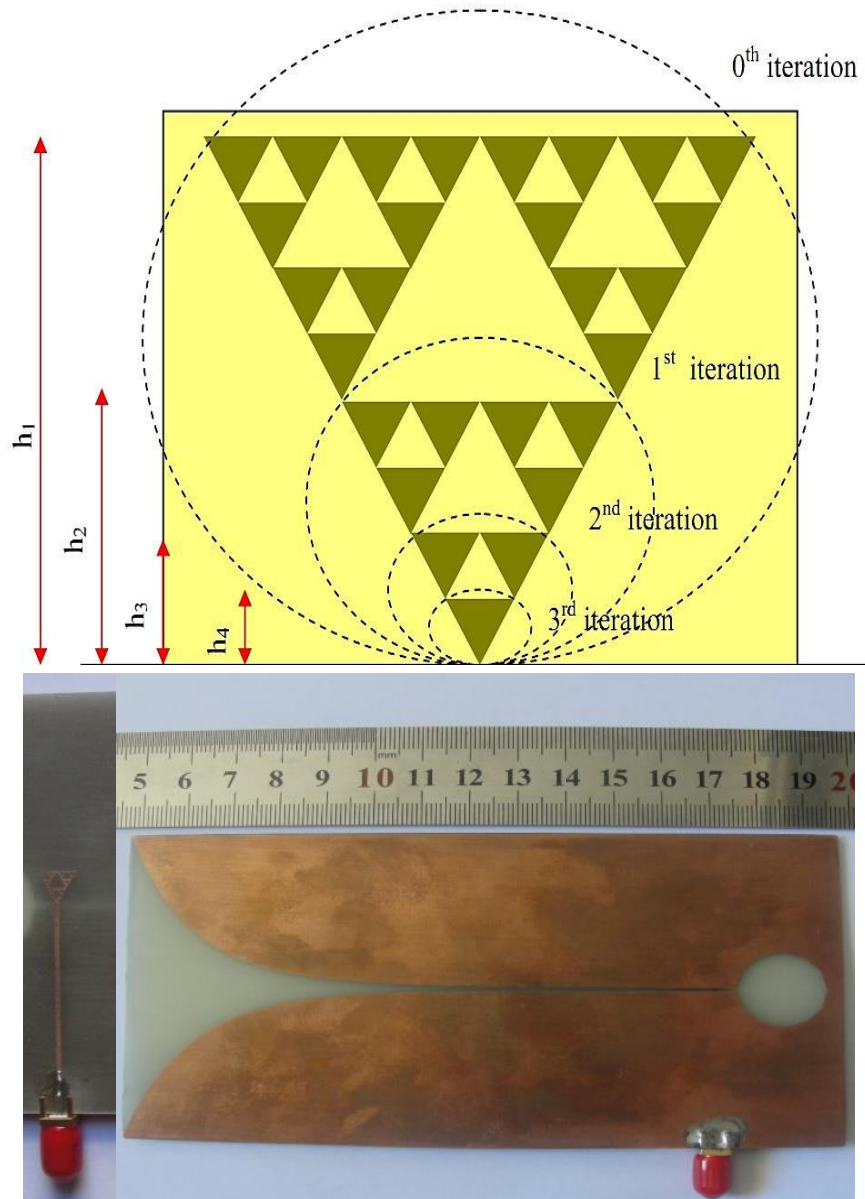 0th iteration
1st iteration
2nd iteration
3rd iteration
h1
h2
h3
h4
mm
5 6 7 8 9 10 11 12 13 14 15 16 17 18 19 20